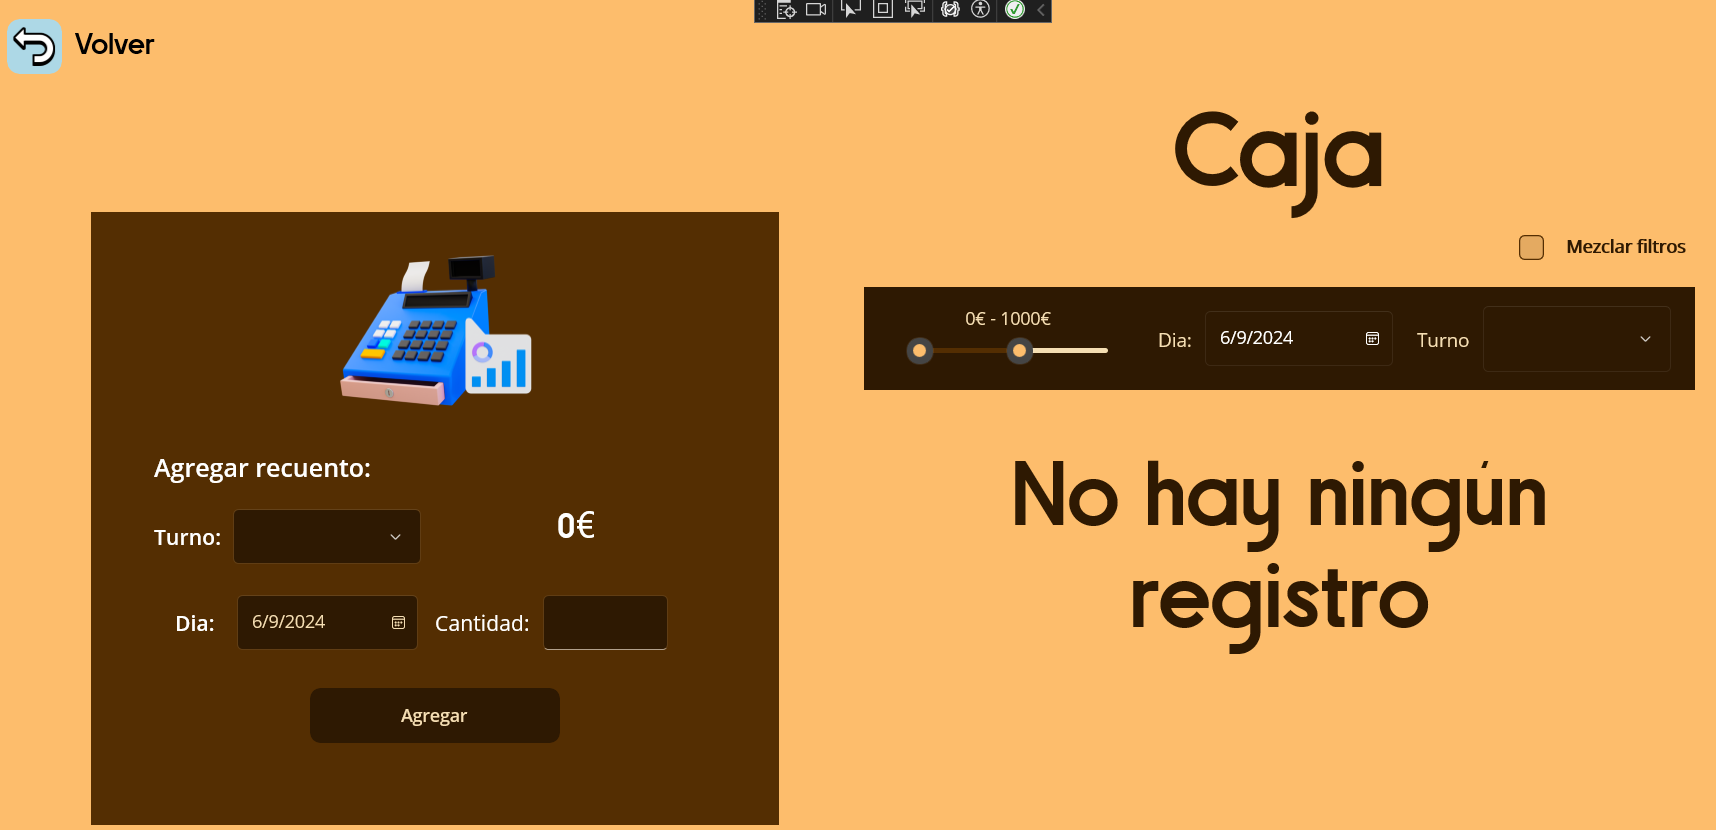 Volver
Caja
Mezclar filtros
0€ - 1000€
Dia:
6/9/2024
Turno
No hay ningún
registro
Agregar recuento:
Turno:
0€
Dia:
6/9/2024
Cantidad:
Agregar